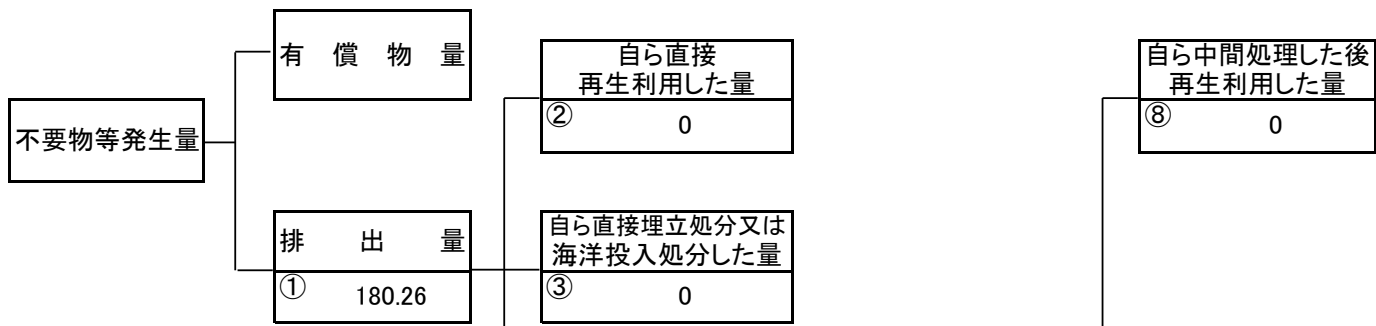 有償物量
自ら直接
再生利用した量
② 0
自ら中間処理した後
再生利用した量
⑧ 0
不要物等発生量
排出量
① 180.26
自ら直接埋立処分又は
海洋投入処分した量
③ 0